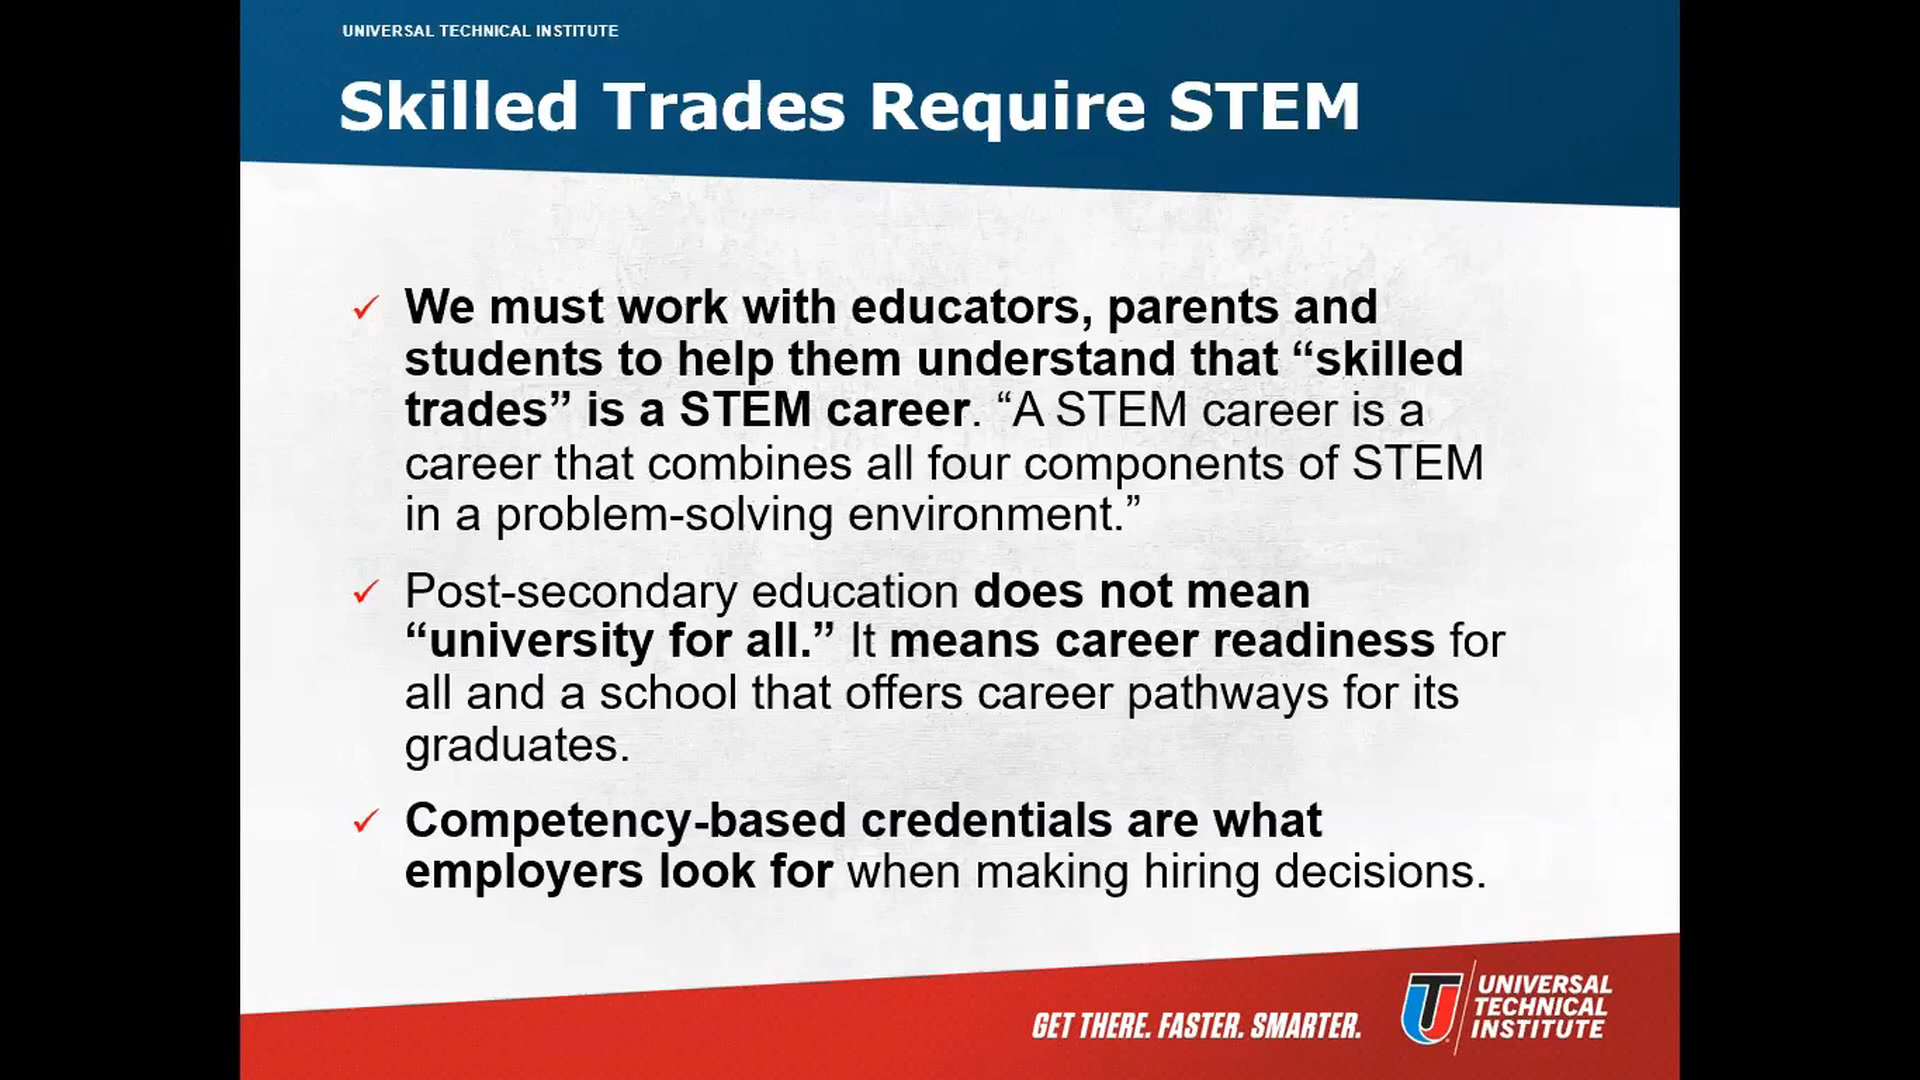 UNIVERSAL TECHNICAL INSTITUTE
Skilled Trades Require STEM
✓ We must work with educators, parents and
students to help them understand that “skilled
trades” is a STEM career. “A STEM career is a
career that combines all four components of STEM
in a problem-solving environment.”
✓ Post-secondary education does not mean
“university for all.” It means career readiness for
all and a school that offers career pathways for its
graduates.
✓ Competency-based credentials are what
employers look for when making hiring decisions.
GET THERE. FASTER. SMARTER.
UNIVERSAL
TECHNICAL
INSTITUTE